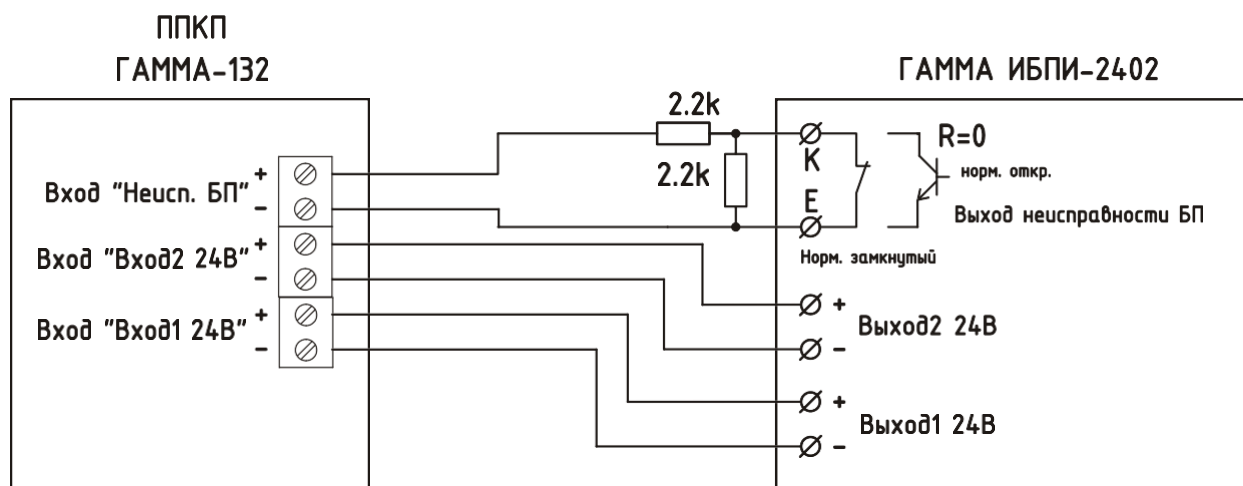 ППКП
ГАММА-132
ГАММА ИБПИ-2402
2.2k
2.2k
К
Е
R=0
норм. откр.
Выход неисправности БП
Норм. замкнутый
Вход "Неисп. БП"
+
-
Вход "Вход2 24В"
+
-
Вход "Вход1 24В"
+
-
+
Выход2 24В
-
+
Выход1 24В
-